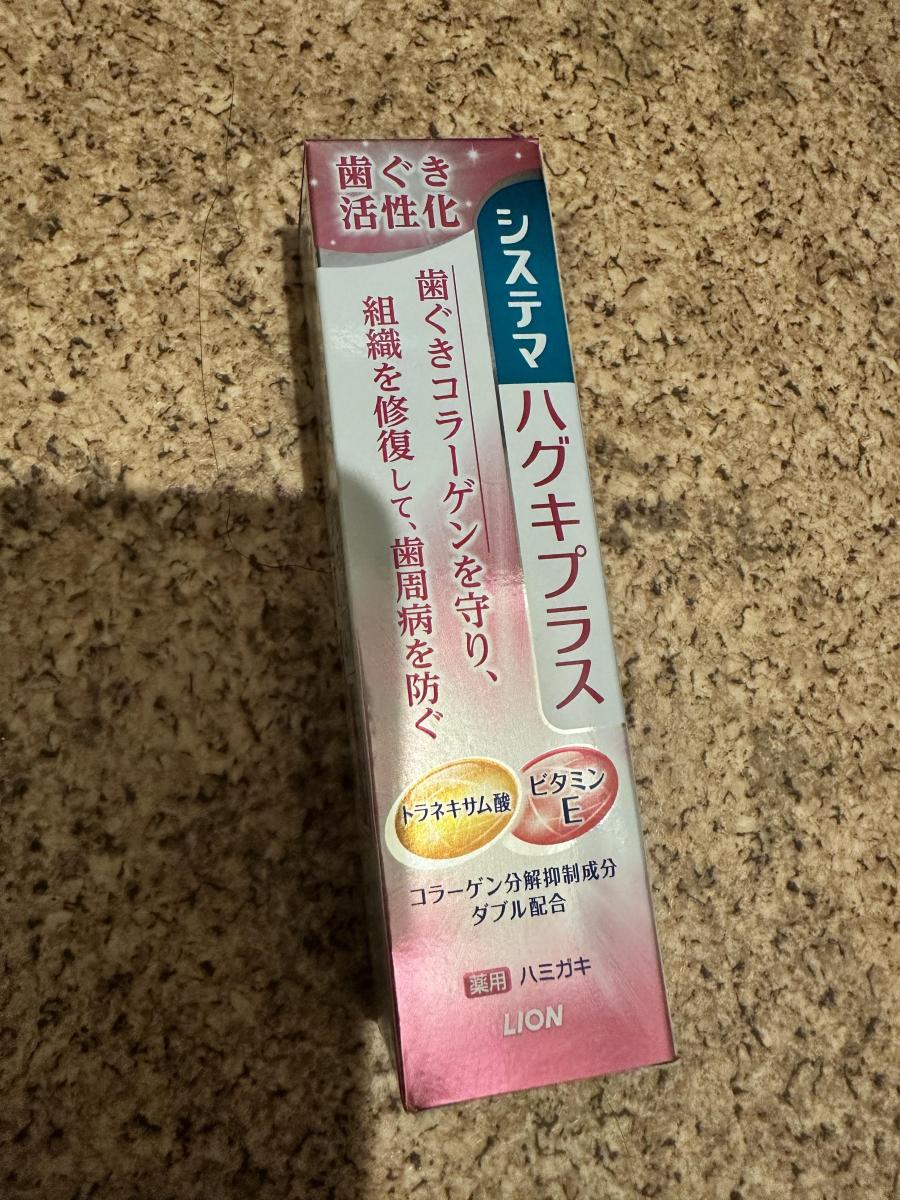 歯ぐき
活性化
システマ
ハグキプラス
歯ぐきコラーゲンを守り、
組織を修復して、歯周病を防ぐ
トラネキサム酸
ビタミン
E
コラーゲン分解抑制成分
ダブル配合
薬用 ハミガキ
LION